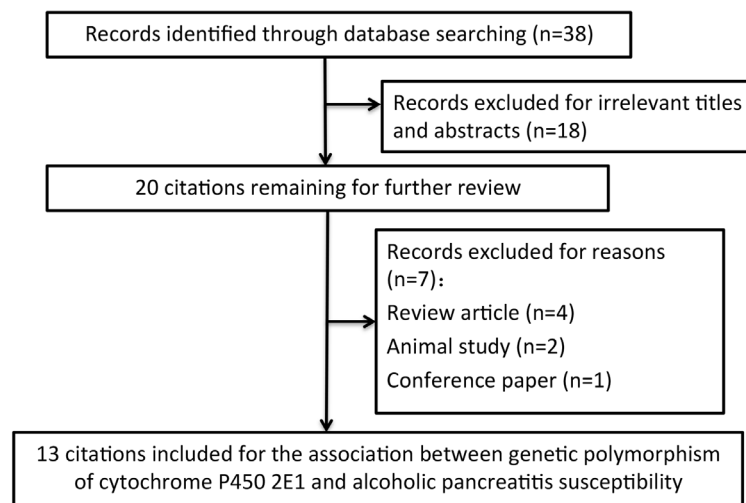 Records identified through database searching (n=38)
Records excluded for irrelevant titles
and abstracts (n=18)
20 citations remaining for further review
Records excluded for reasons
(n=7)：
Review article (n=4)
Animal study (n=2)
Conference paper (n=1)
13 citations included for the association between genetic polymorphism
of cytochrome P450 2E1 and alcoholic pancreatitis susceptibility